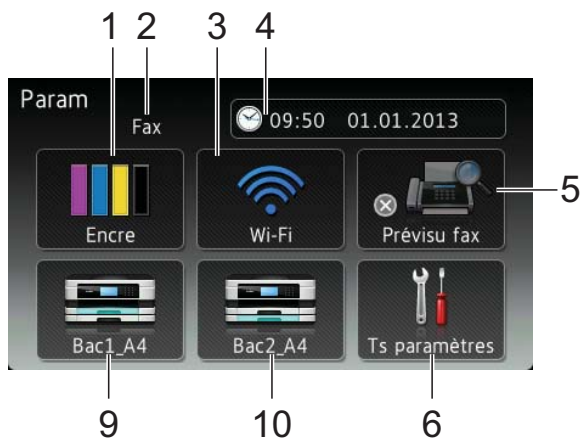 1 2 3 4
Param
Fax
09:50 01.01.2013
5
Encre Wi-Fi Prévisu fax
Bac1_A4 Bac2_A4 Ts paramètres
9 10 6